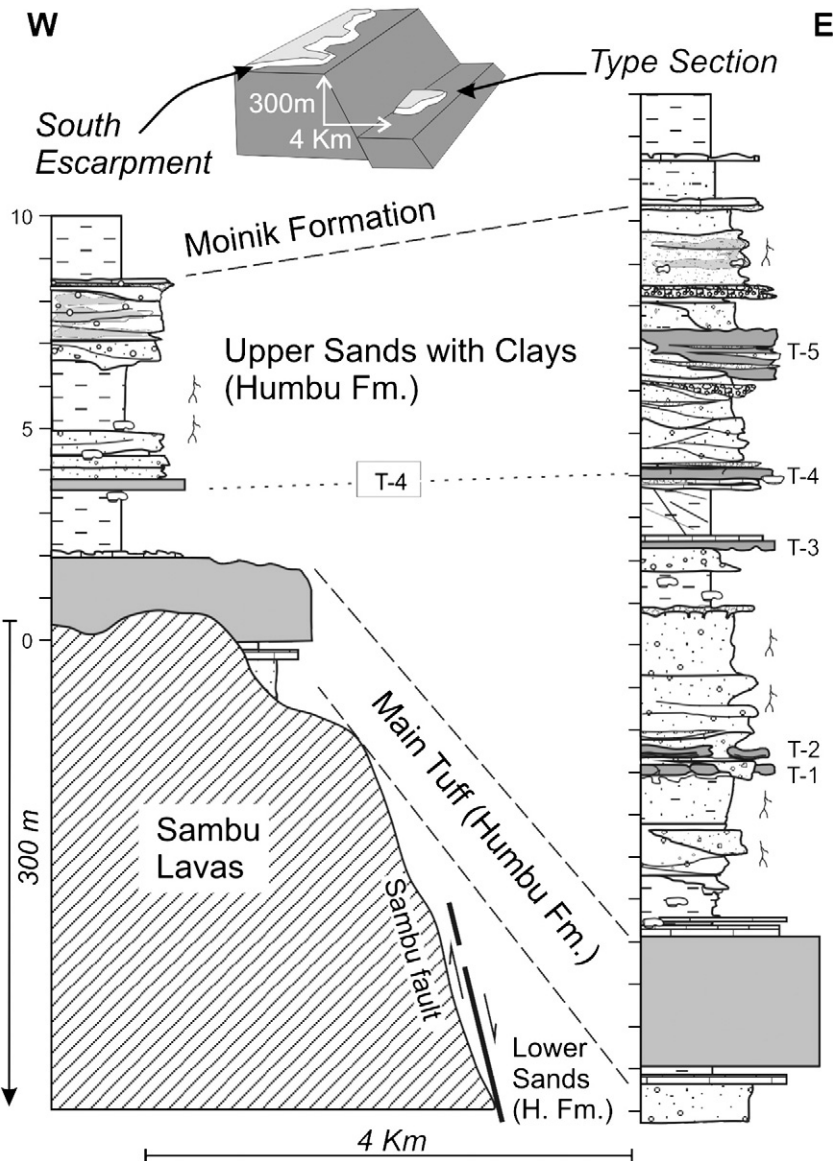 W
E
300m
4 Km
Type Section
South
Escarpment
10
5
0
Moinik Formation
Upper Sands with Clays
(Humbu Fm.)
T-4
Main Tuff (Humbu Fm.)
Sambu
Lavas
Sambu fault
Lower
Sands
(H. Fm.)
300 m
4 Km
T-5
T-4
T-3
T-2
T-1